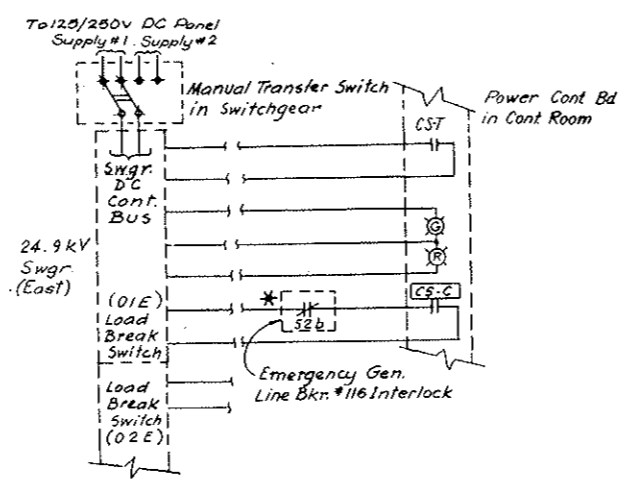 To 125/250V DC Panel
Supply #1. Supply #2
Manual Transfer Switch
in Switchgear
Power Cont Bd
in Cont Room
CS-T
Swgr.
DC
Cont.
Bus
G
24.9 kV
Swgr.
(East)
R
(01E)
Load
Break
Switch
*
52b
CS-C
Emergency Gen.
Line Bkr. #116 Interlock
Load
Break
Switch
(02E)